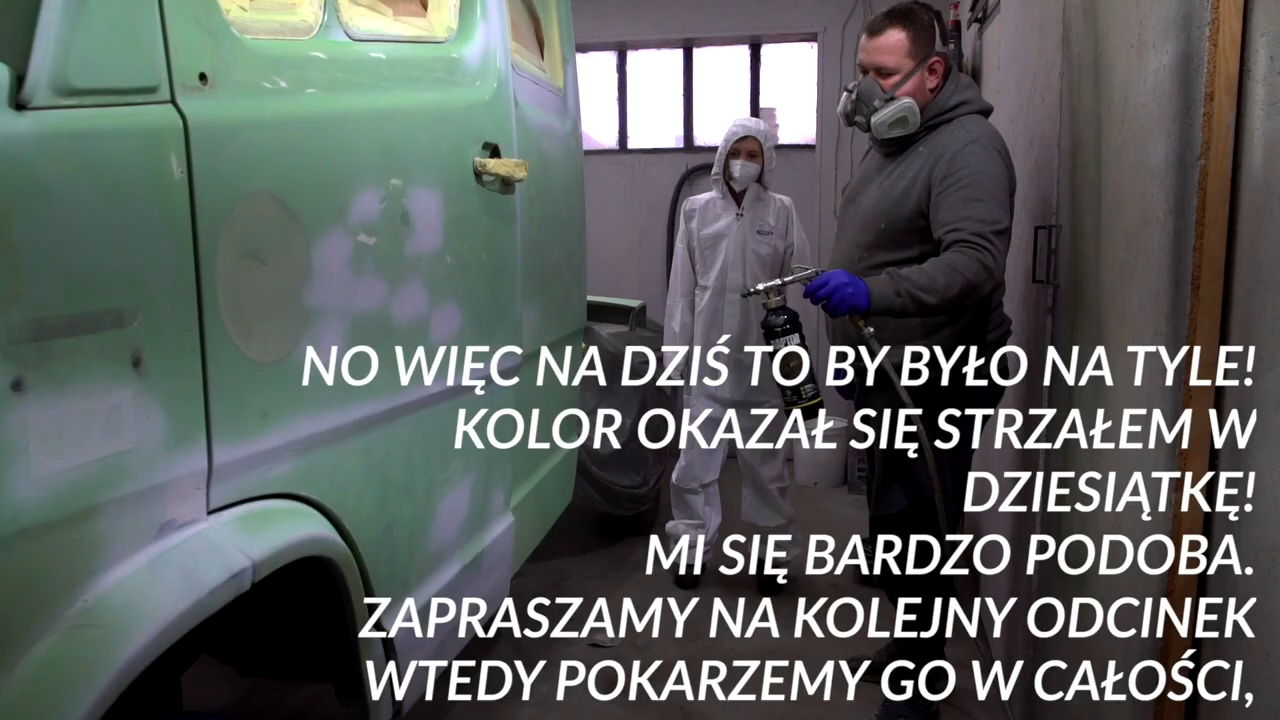 NO WIĘC NA DZIŚ TO BY BYŁO NA TYLE!
KOLOR OKAZAŁ SIĘ STRZAŁEM W
DZIESIĄTKĘ!
MI SIĘ BARDZO PODOBA.
ZAPRASZAMY NA KOLEJNY ODCINEK
WTEDY POKARZEMY GO W CAŁOŚCI,